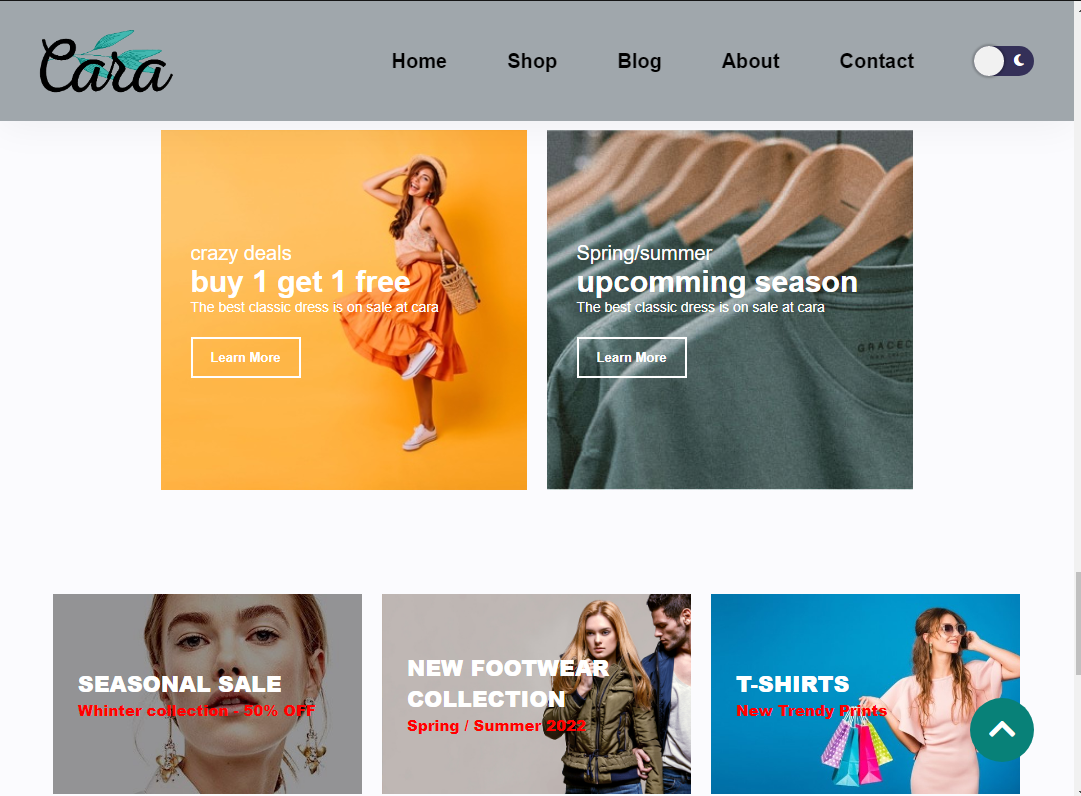 Cara
Home Shop Blog About Contact
crazy deals
buy 1 get 1 free
The best classic dress is on sale at cara
Learn More
Spring/summer
upcomming season
The best classic dress is on sale at cara
Learn More
SEASONAL SALE
Whinter collection - 50% OFF
NEW FOOTWEAR
COLLECTION
Spring / Summer 2022
T-SHIRTS
New Trendy Prints